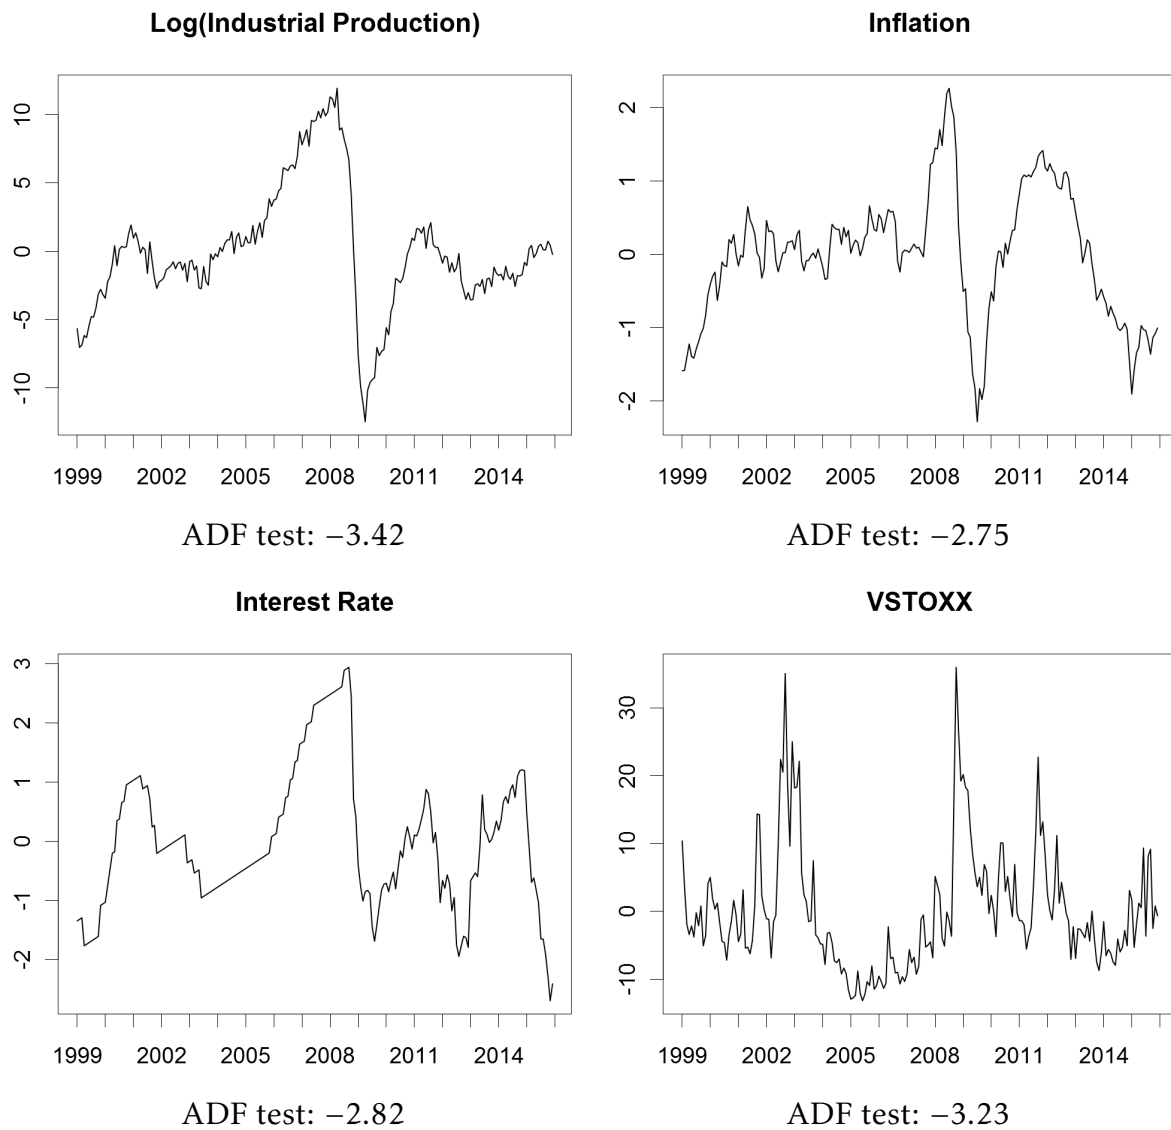 Log(Industrial Production)
10
5
0
-5
-10
1999 2002 2005 2008 2011 2014
ADF test: −3.42
Inflation
2
1
0
-1
-2
1999 2002 2005 2008 2011 2014
ADF test: −2.75
Interest Rate
3
2
1
0
-1
-2
1999 2002 2005 2008 2011 2014
ADF test: −2.82
VSTOXX
30
20
10
0
-10
1999 2002 2005 2008 2011 2014
ADF test: −3.23